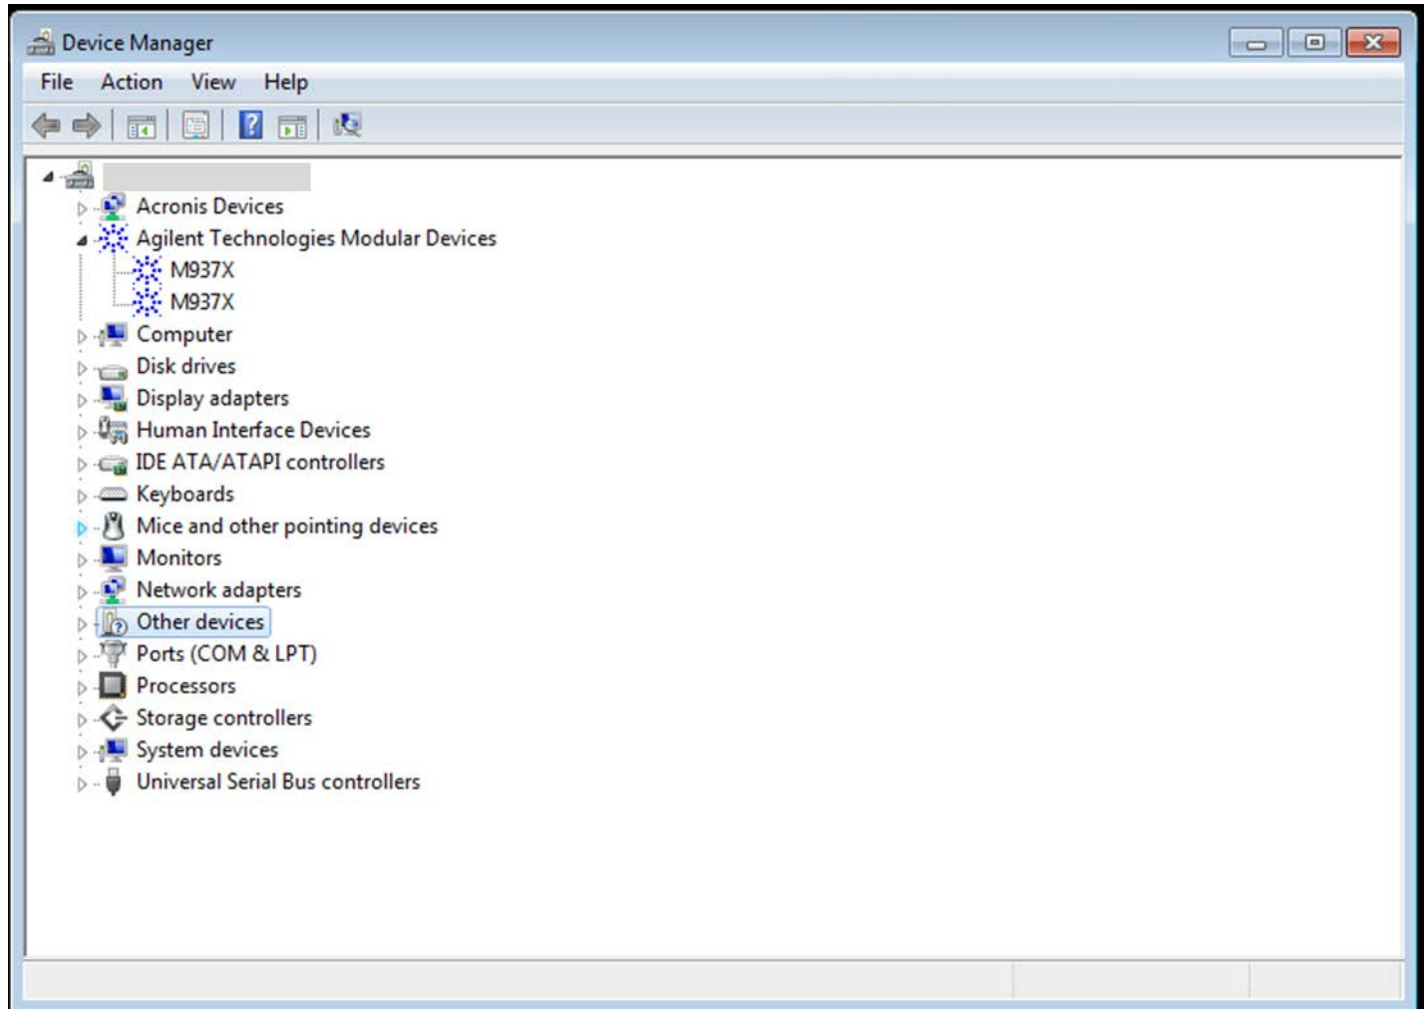 Device Manager
File Action View Help
Acronis Devices
Agilent Technologies Modular Devices
M937X
M937X
Computer
Disk drives
Display adapters
Human Interface Devices
IDE ATA/ATAPI controllers
Keyboards
Mice and other pointing devices
Monitors
Network adapters
Other devices
Ports (COM & LPT)
Processors
Storage controllers
System devices
Universal Serial Bus controllers